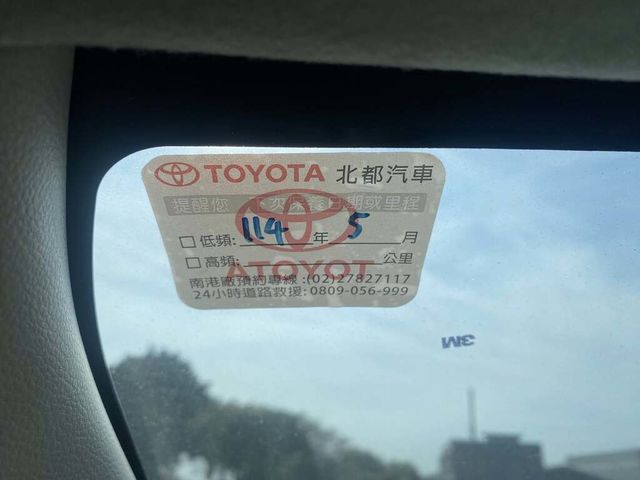 TOYOTA 北都汽車
提醒您 下次保養日期或里程
□低頻: 114 年 5 月
□高頻: 公里
TOYOTA
南港廠預約專線:(02)27827117
24小時道路救援: 0809-056-999
3M